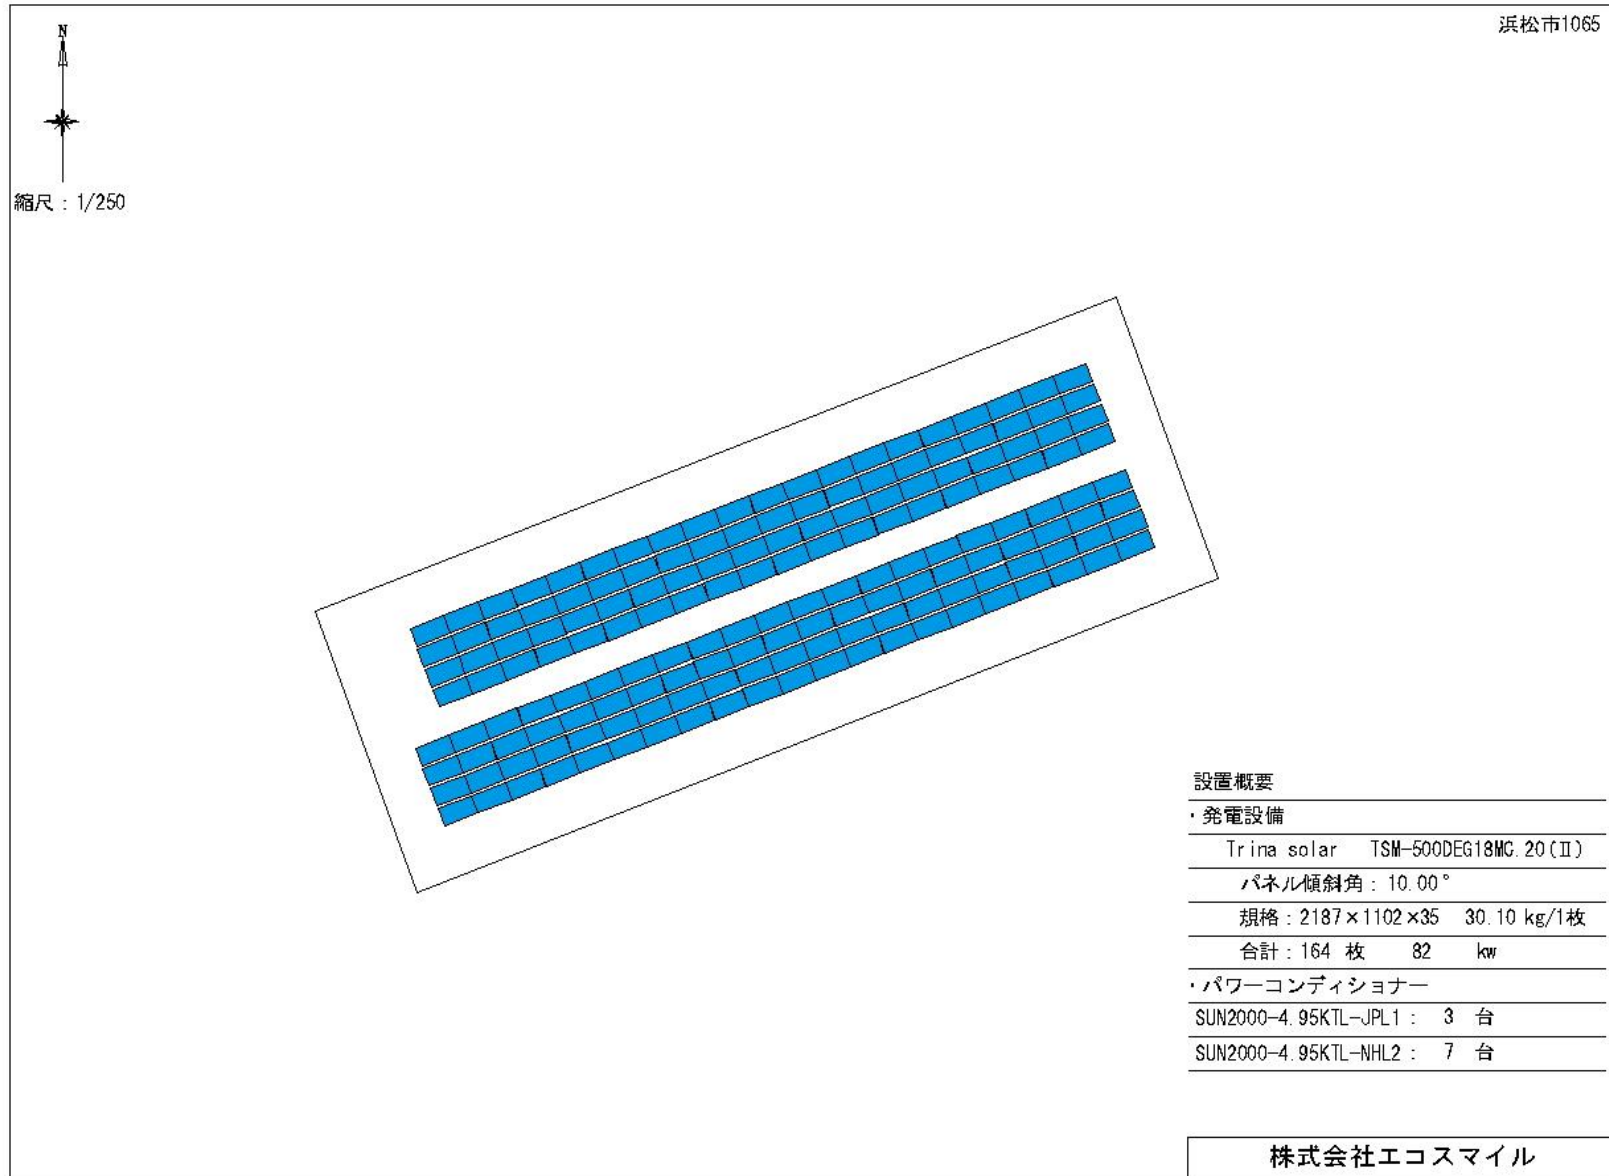 浜松市1065
N
縮尺：1/250
設置概要
・発電設備
Trina solar TSM-500DEG18MC.20(Ⅱ)
パネル傾斜角：10.00°
規格：2187×1102×35 30.10 kg/1枚
合計：164 枚 82 kw
・パワーコンディショナー
SUN2000-4.95KTL-JPL1： 3 台
SUN2000-4.95KTL-NHL2： 7 台
株式会社エコスマイル